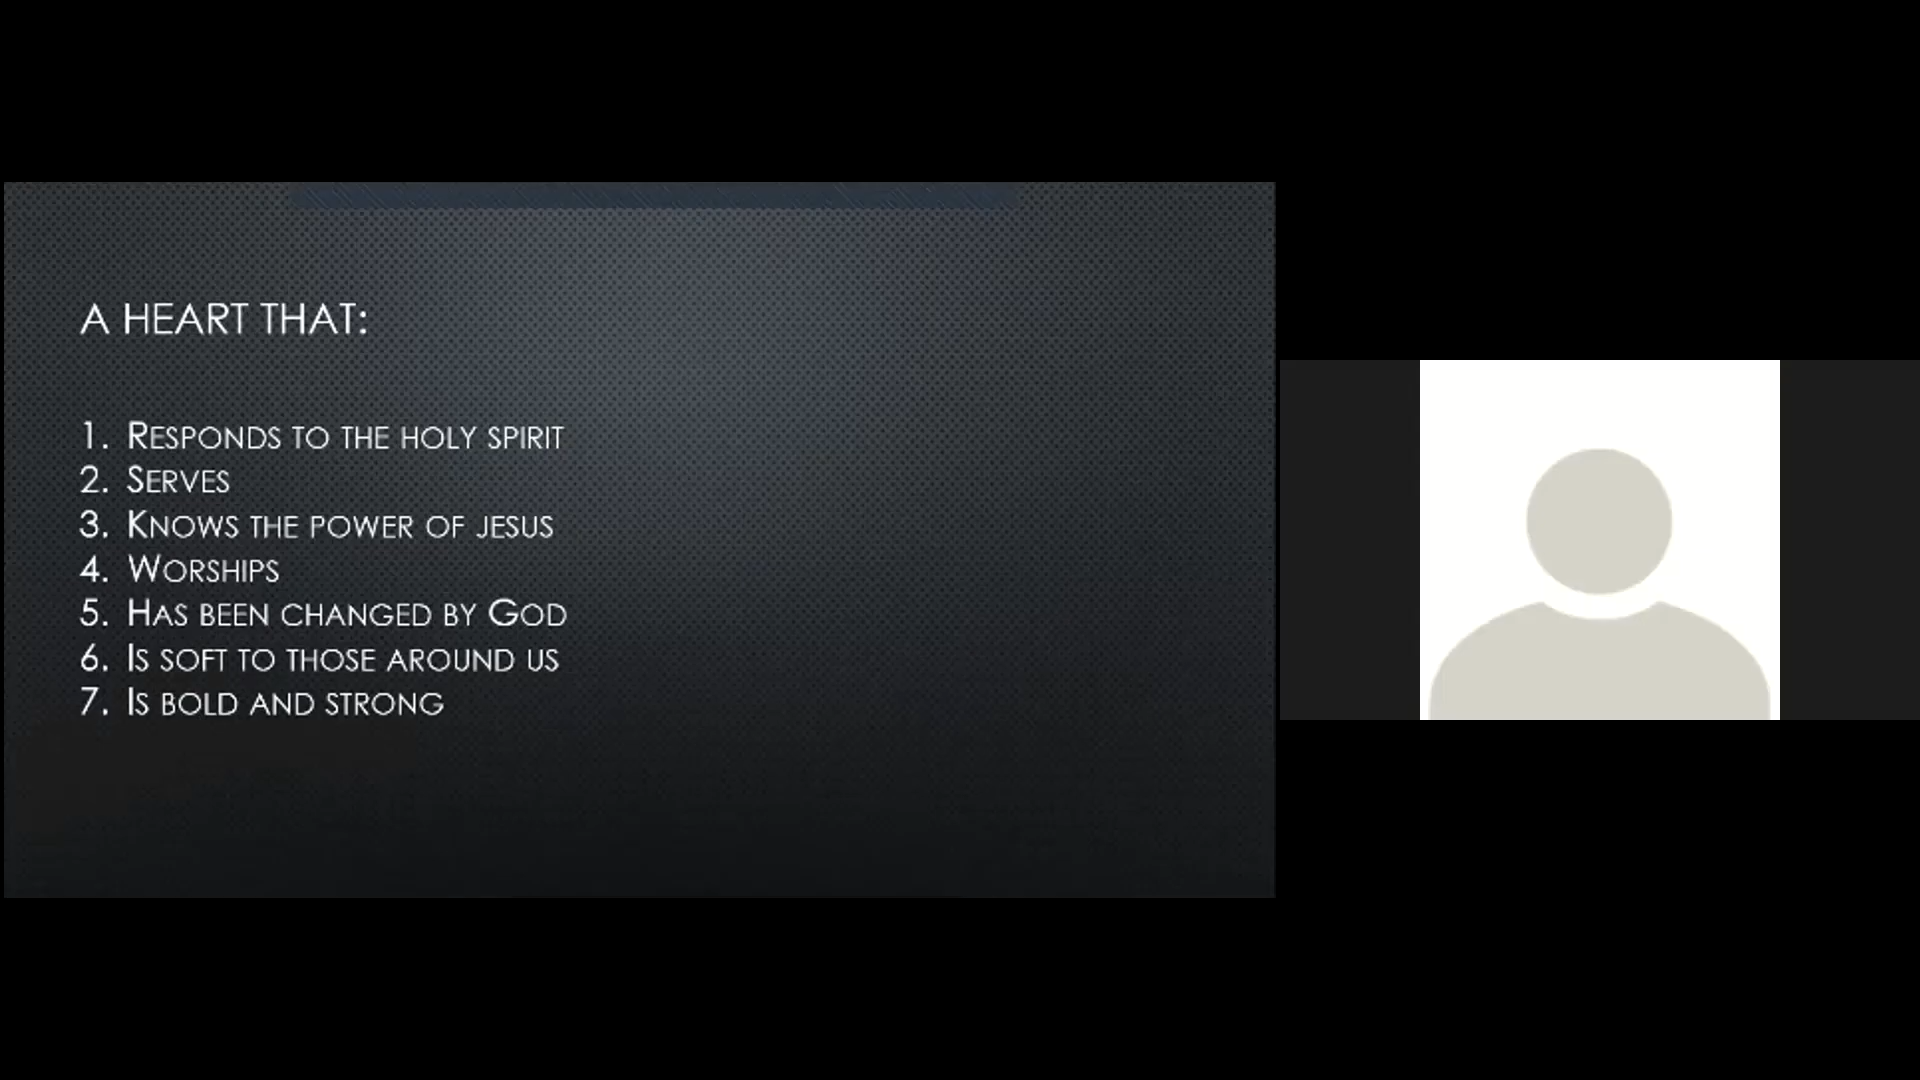 A HEART THAT:
1. RESPONDS TO THE HOLY SPIRIT
2. SERVES
3. KNOWS THE POWER OF JESUS
4. WORSHIPS
5. HAS BEEN CHANGED BY GOD
6. IS SOFT TO THOSE AROUND US
7. IS BOLD AND STRONG